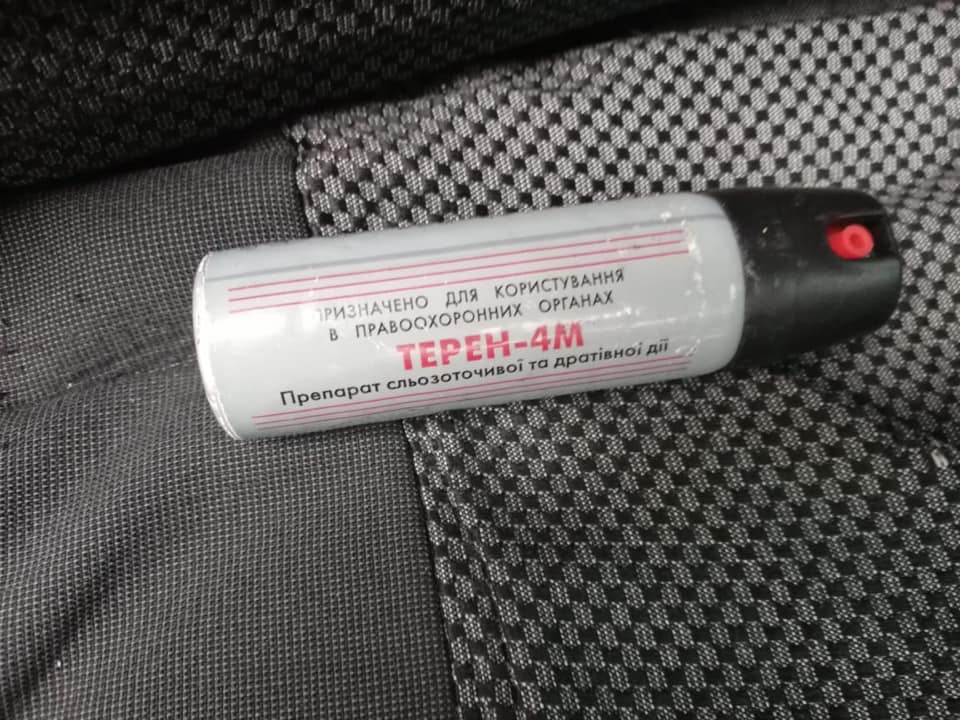 ПРИЗНАЧЕНО ДЛЯ КОРИСТУВАННЯ
В ПРАВООХОРОННИХ ОРГАНАХ
ТЕРЕН-4М
Препарат сльозоточивої та дратівної дії